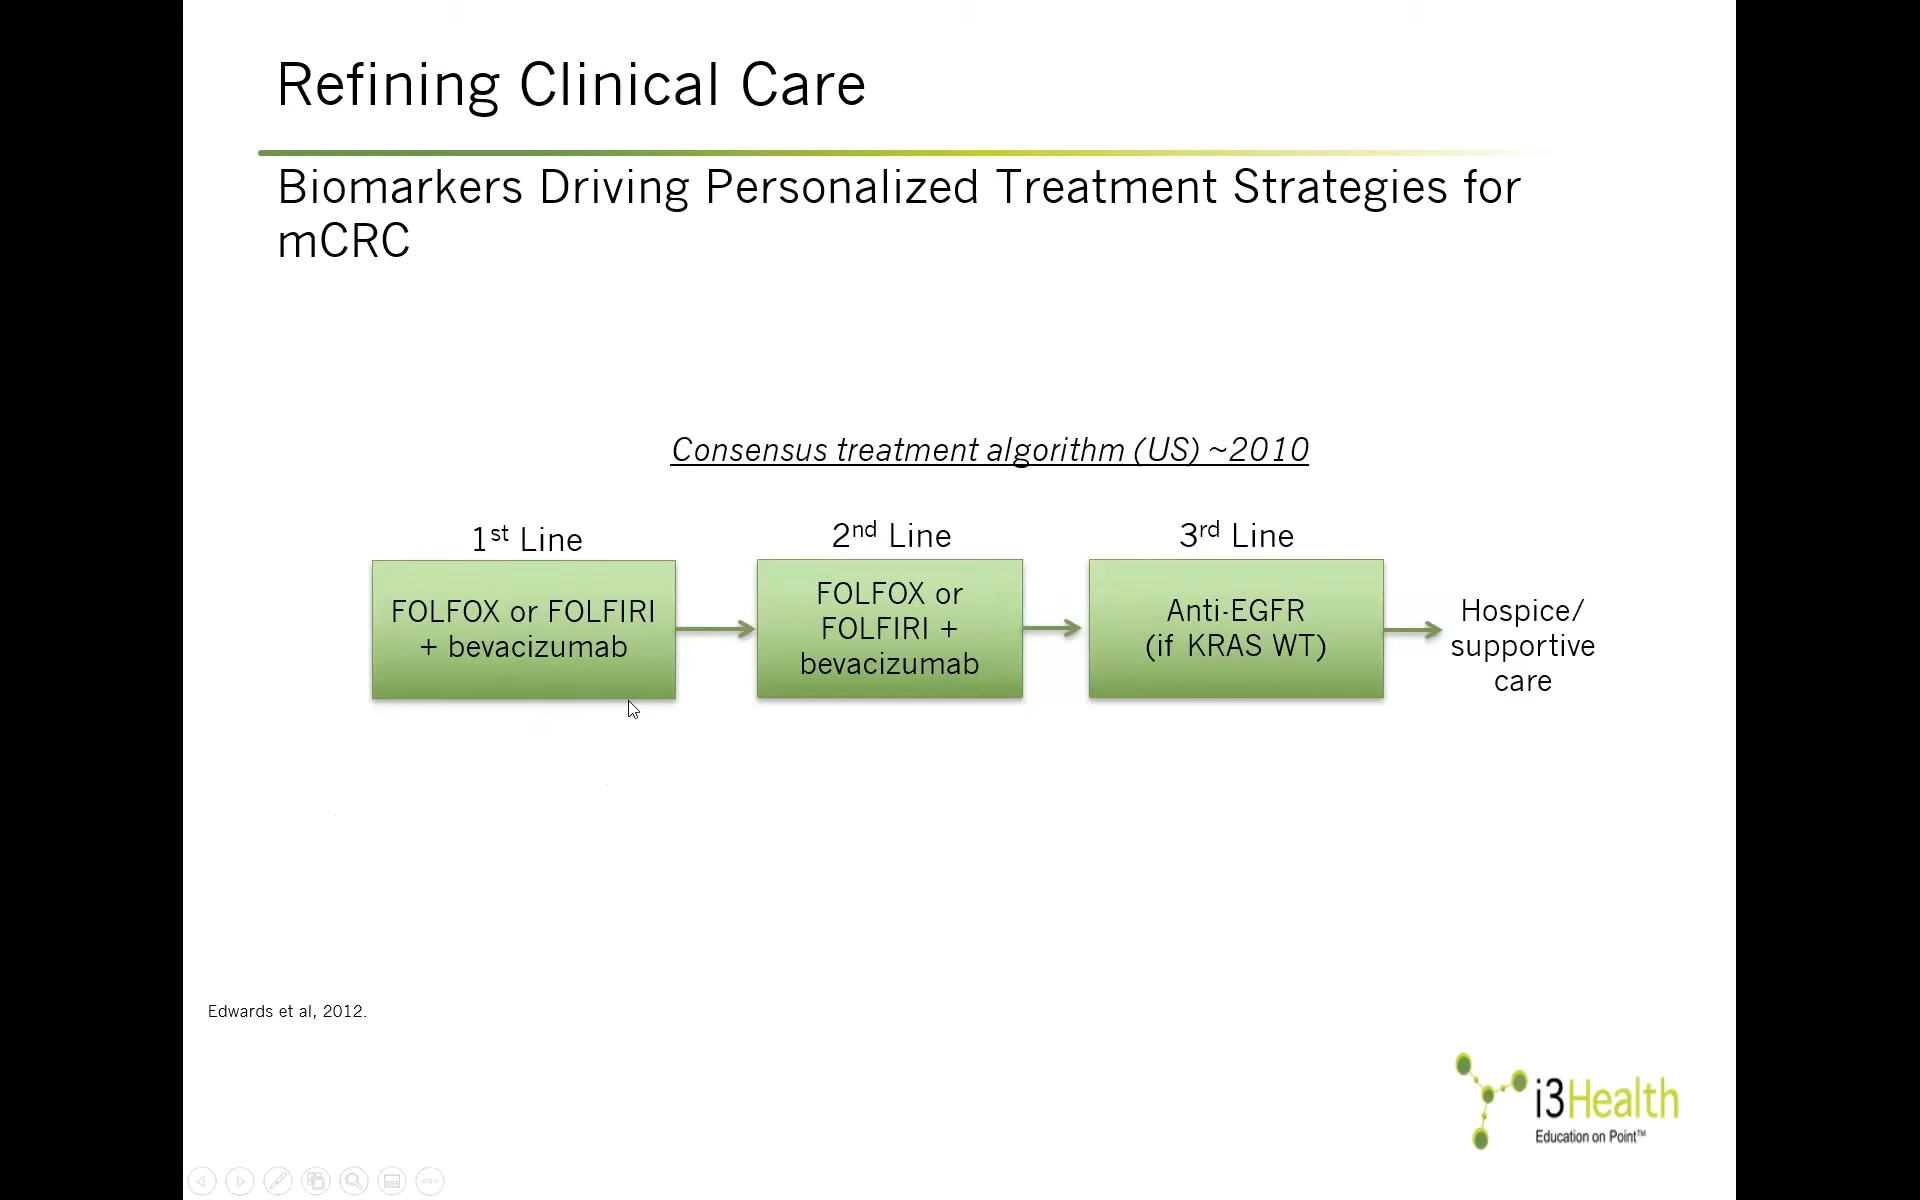 Refining Clinical Care
Biomarkers Driving Personalized Treatment Strategies for
mCRC
Consensus treatment algorithm (US) ~2010
1st Line
FOLFOX or FOLFIRI
+ bevacizumab
2nd Line
FOLFOX or
FOLFIRI +
bevacizumab
3rd Line
Anti-EGFR
(if KRAS WT)
Hospice/
supportive
care
Edwards et al, 2012.
i3Health
Education on Point™